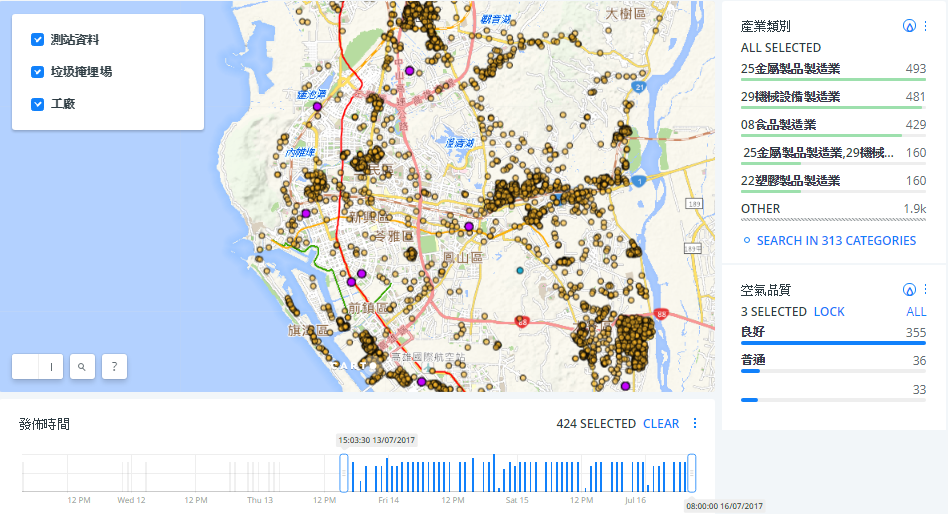 測站資料
垃圾掩埋場
工廠
觀音湖
大樹區
蓮池潭
內惟埤
澄清湖
三民區
新興區
苓雅區
鳳山區
前鎮區
旗津區
高雄國際航空站
21
1
189
189甲
88
88
CARTO
?
產業類別
ALL SELECTED
25金屬製品製造業 493
29機械設備製造業 481
08食品製造業 429
25金屬製品製造業,29機械... 160
22塑膠製品製造業 160
OTHER 1.9k
SEARCH IN 313 CATEGORIES
空氣品質
3 SELECTED LOCK ALL
良好 355
普通 36
33
發佈時間
424 SELECTED CLEAR
15:03:30 13/07/2017
12 PM Wed 12 12 PM Thu 13 12 PM Fri 14 12 PM Sat 15 12 PM Jul 16
08:00:00 16/07/2017